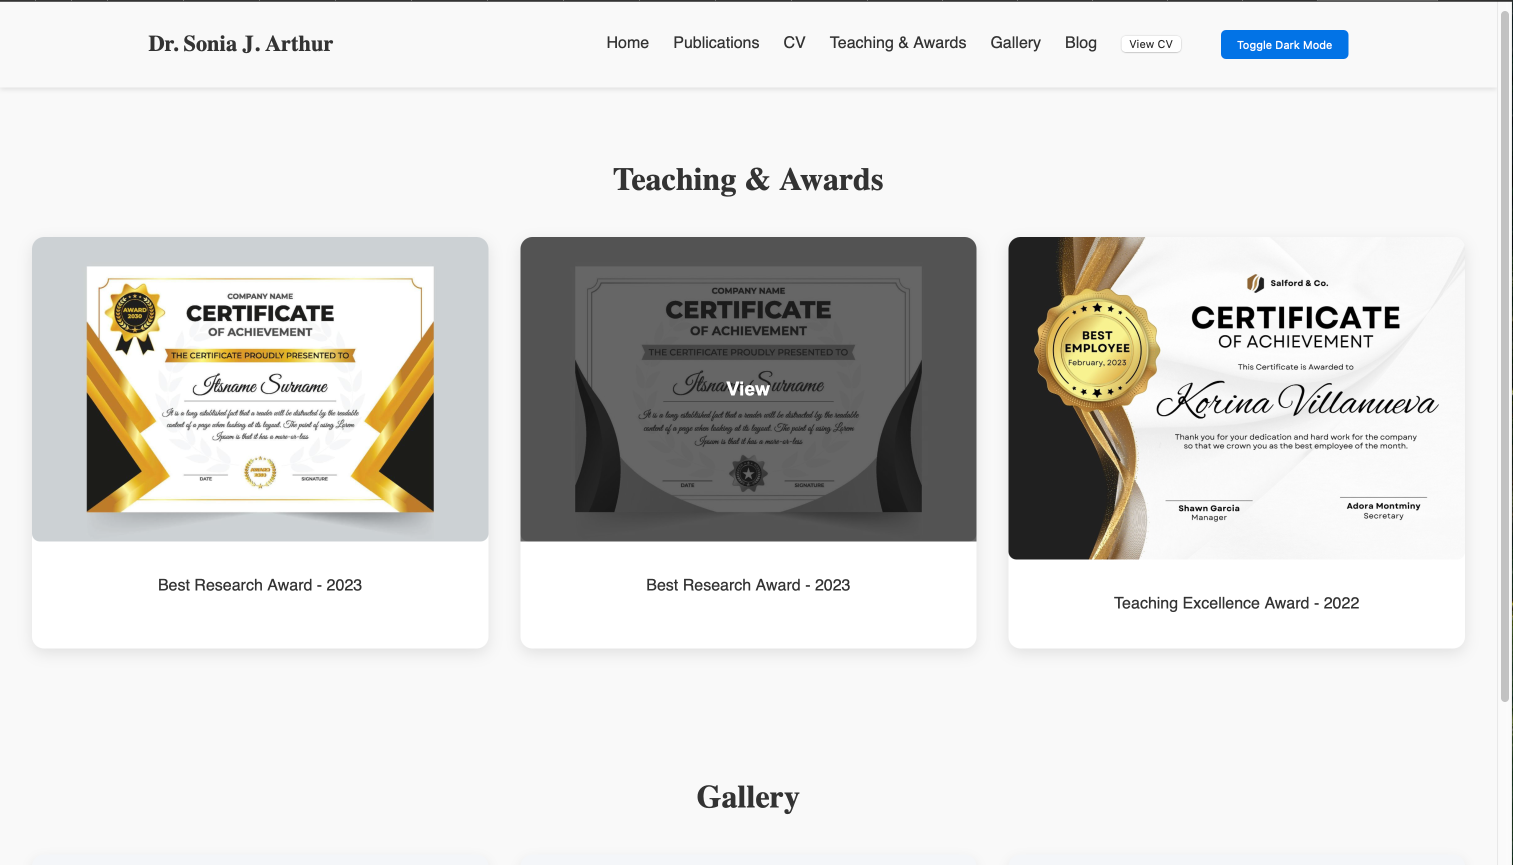 Dr. Sonia J. Arthur
Home Publications CV Teaching & Awards Gallery Blog View CV Toggle Dark Mode
Teaching & Awards
AWARD
2030
COMPANY NAME
CERTIFICATE
OF ACHIEVEMENT
THE CERTIFICATE PROUDLY PRESENTED TO
Itsname Surname
It is a long established fact that a reader will be distracted by the readable
content of a page when looking at its layout. The point of using Lorem
Ipsum is that it has a more-or-less
DATE
SIGNATURE
Best Research Award - 2023
COMPANY NAME
CERTIFICATE
OF ACHIEVEMENT
THE CERTIFICATE PROUDLY PRESENTED TO
Itsname Surname
View
It is a long established fact that a reader will be distracted by the readable
content of a page when looking at its layout. The point of using Lorem
Ipsum is that it has a more-or-less
DATE
SIGNATURE
Best Research Award - 2023
Salford & Co.
CERTIFICATE
OF ACHIEVEMENT
BEST
EMPLOYEE
February, 2023
This Certificate is Awarded to
Korina Villanueva
Thank you for your dedication and hard work for the company
so that we crown you as the best employee of the month.
Shawn Garcia
Manager
Adora Montminy
Secretary
Teaching Excellence Award - 2022
Gallery